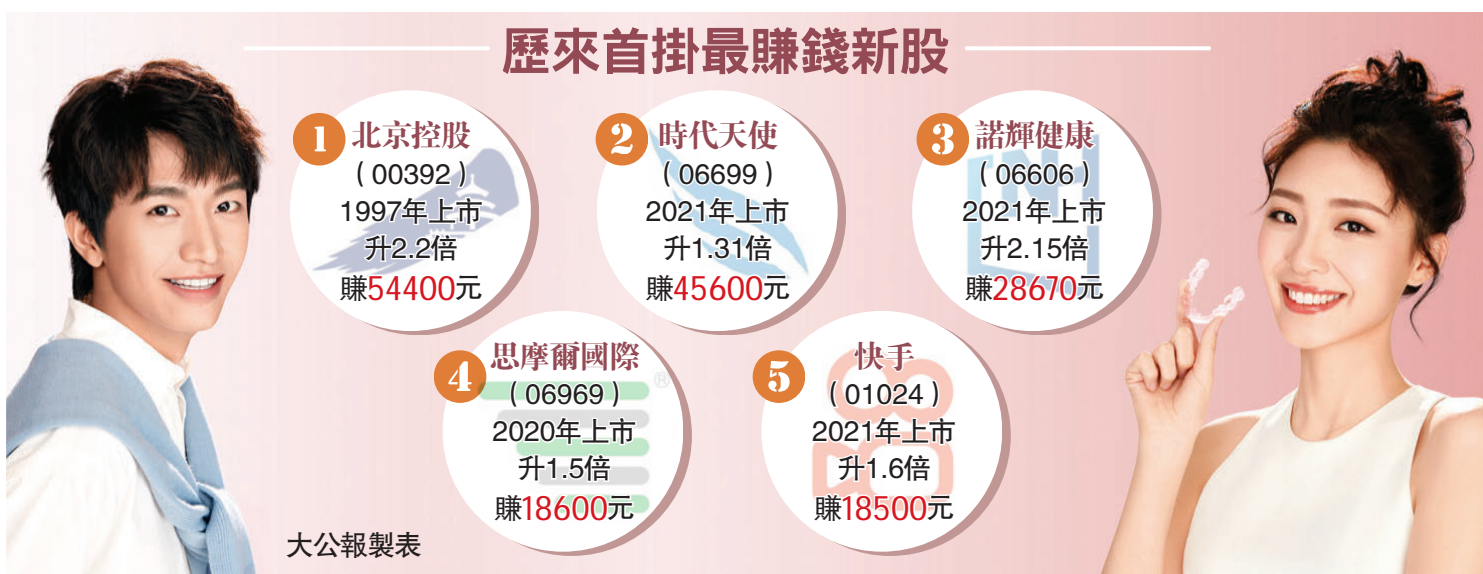 歷來首掛最賺錢新股
1 北京控股
（00392）
1997年上市
升2.2倍
賺54400元
2 時代天使
（06699）
2021年上市
升1.31倍
賺45600元
3 諾輝健康
（06606）
2021年上市
升2.15倍
賺28670元
4 思摩爾國際
（06969）
2020年上市
升1.5倍
賺18600元
5 快手
（01024）
2021年上市
升1.6倍
賺18500元
大公報製表